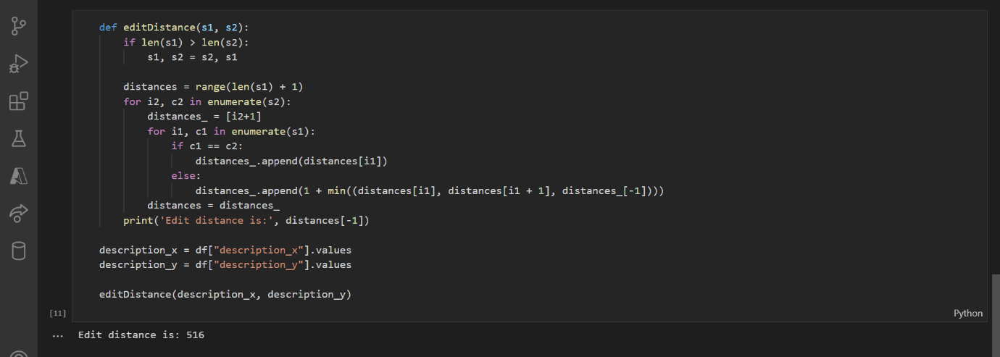 def editDistance(s1, s2):
    if len(s1) > len(s2):
        s1, s2 = s2, s1

    distances = range(len(s1) + 1)
    for i2, c2 in enumerate(s2):
        distances_ = [i2+1]
        for i1, c1 in enumerate(s1):
            if c1 == c2:
                distances_.append(distances[i1])
            else:
                distances_.append(1 + min((distances[i1], distances[i1 + 1], distances_[-1])))
        distances = distances_
    print('Edit distance is:', distances[-1])

description_x = df["description_x"].values
description_y = df["description_y"].values

editDistance(description_x, description_y)
[11]
Python
... Edit distance is: 516